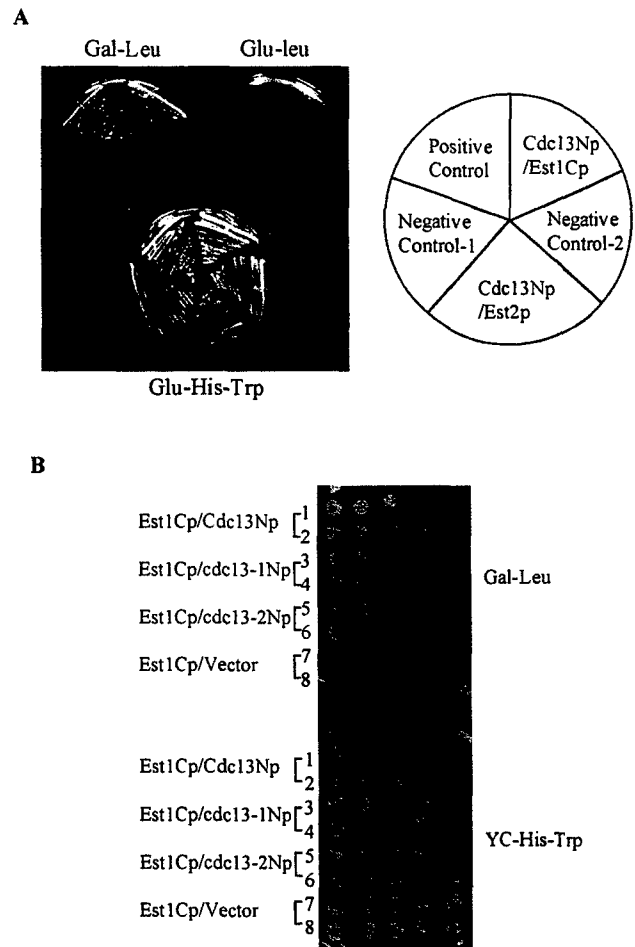 A
Gal-Leu
Glu-leu
Positive
Control
Cdc13Np
/Est1Cp
Negative
Control-1
Negative
Control-2
Cdc13Np
/Est2p
Glu-His-Trp
B
Est1Cp/Cdc13Np
1
2
Est1Cp/cdc13-1Np
3
4
Est1Cp/cdc13-2Np
5
6
Est1Cp/Vector
7
8
Gal-Leu
Est1Cp/Cdc13Np
1
2
Est1Cp/cdc13-1Np
3
4
Est1Cp/cdc13-2Np
5
6
Est1Cp/Vector
7
8
YC-His-Trp